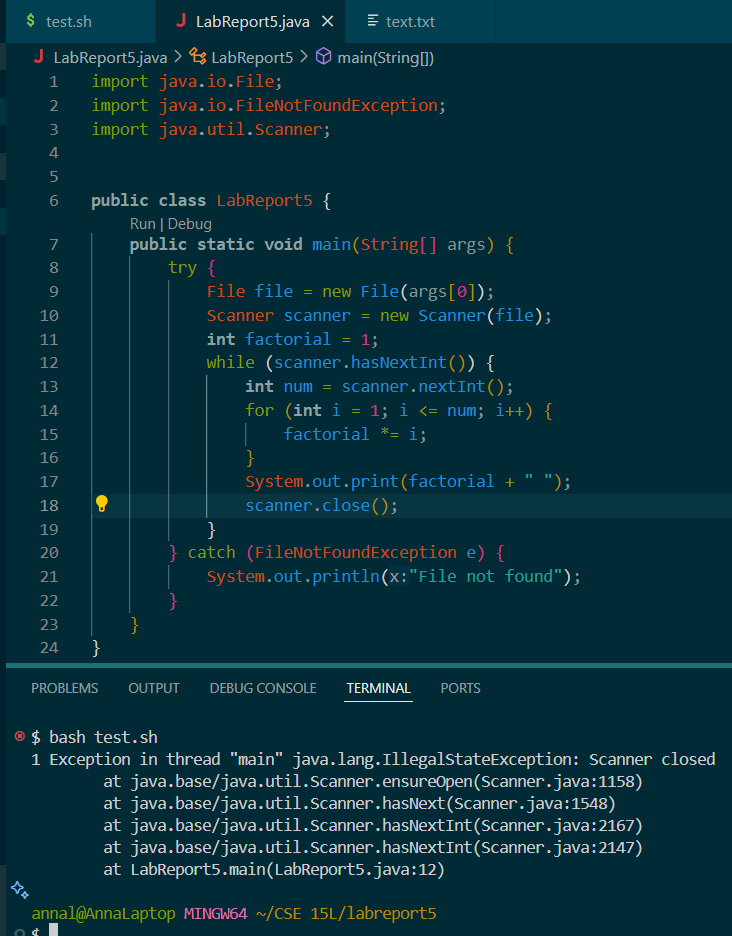 $ test.sh J LabReport5.java × text.txt
J LabReport5.java > LabReport5 > main(String[])
1 import java.io.File;
2 import java.io.FileNotFoundException;
3 import java.util.Scanner;
4
5
6 public class LabReport5 {
Run | Debug
7     public static void main(String[] args) {
8         try {
9             File file = new File(args[0]);
10             Scanner scanner = new Scanner(file);
11             int factorial = 1;
12             while (scanner.hasNextInt()) {
13                 int num = scanner.nextInt();
14                 for (int i = 1; i <= num; i++) {
15                     factorial *= i;
16                 }
17                 System.out.print(factorial + " ");
18                 scanner.close();
19             }
20         } catch (FileNotFoundException e) {
21             System.out.println(x:"File not found");
22         }
23     }
24 }
PROBLEMS OUTPUT DEBUG CONSOLE TERMINAL PORTS
$ bash test.sh
1 Exception in thread "main" java.lang.IllegalStateException: Scanner closed
        at java.base/java.util.Scanner.ensureOpen(Scanner.java:1158)
        at java.base/java.util.Scanner.hasNext(Scanner.java:1548)
        at java.base/java.util.Scanner.hasNextInt(Scanner.java:2167)
        at java.base/java.util.Scanner.hasNextInt(Scanner.java:2147)
        at LabReport5.main(LabReport5.java:12)
annal@AnnaLaptop MINGW64 ~/CSE 15L/labreport5
$